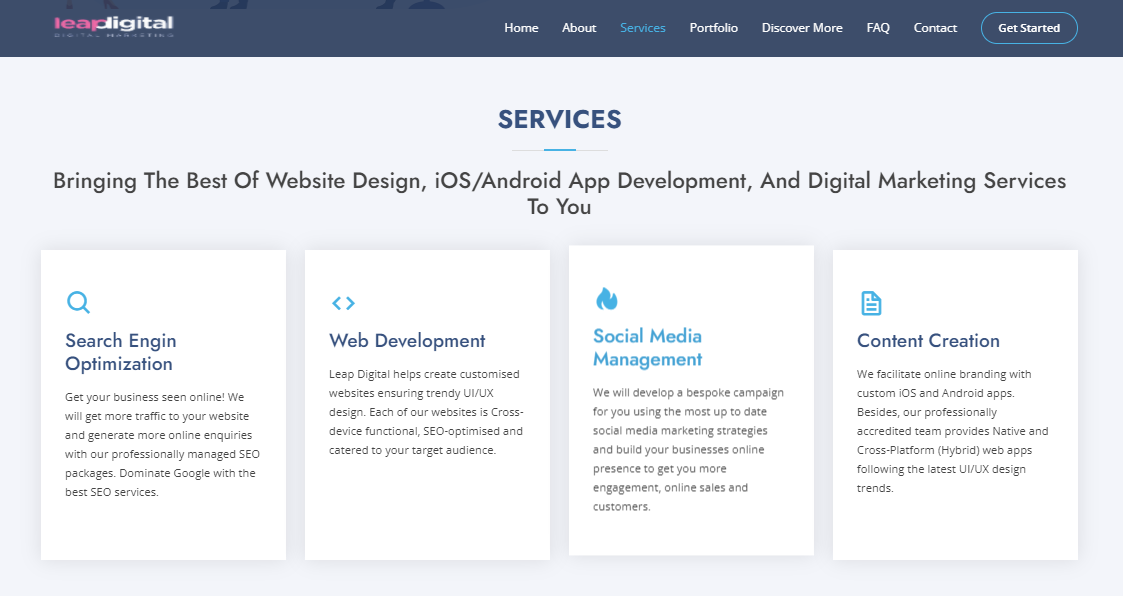 leapdigital
DIGITAL MARKETING
Home About Services Portfolio Discover More FAQ Contact Get Started
SERVICES
Bringing The Best Of Website Design, iOS/Android App Development, And Digital Marketing Services
To You
Search Engin
Optimization
Get your business seen online! We
will get more traffic to your website
and generate more online enquiries
with our professionally managed SEO
packages. Dominate Google with the
best SEO services.
Web Development
Leap Digital helps create customised
websites ensuring trendy UI/UX
design. Each of our websites is Cross-
device functional, SEO-optimised and
catered to your target audience.
Social Media
Management
We will develop a bespoke campaign
for you using the most up to date
social media marketing strategies
and build your businesses online
presence to get you more
engagement, online sales and
customers.
Content Creation
We facilitate online branding with
custom iOS and Android apps.
Besides, our professionally
accredited team provides Native and
Cross-Platform (Hybrid) web apps
following the latest UI/UX design
trends.